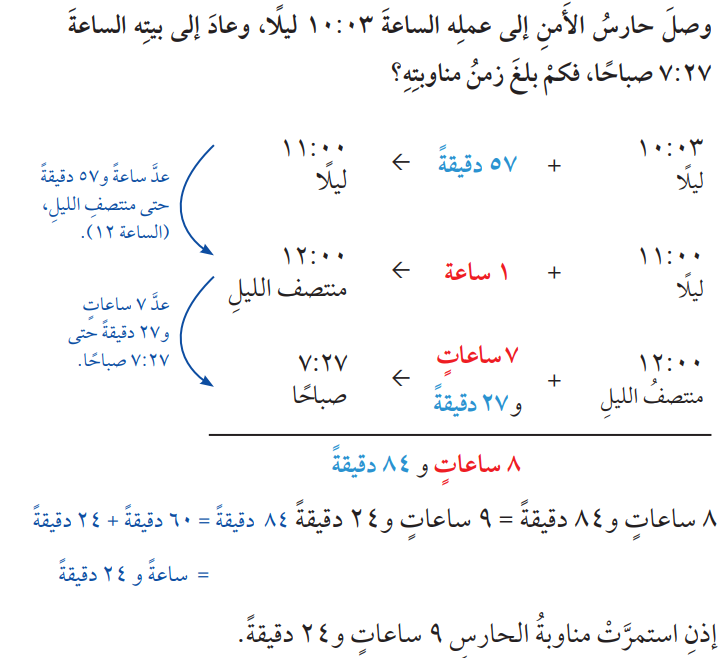 وصلَ حارسُ الأَمنِ إلى عملِه الساعةَ ١٠:٠٣ ليلًا، وعادَ إلى بيتِه الساعةَ
٧:٢٧ صباحًا، فكمْ بلغَ زمنُ مناوبتِهِ؟
١٠:٠٣ + ٥٧ دقيقةً ← ١١:٠٠
ليلًا ليلًا
عدَّ ساعةً و٥٧ دقيقةً
حتى منتصفِ الليلِ،
(الساعة ١٢).
١١:٠٠ + ١ ساعة ← ١٢:٠٠
ليلًا منتصف الليلِ
عدَّ ٧ ساعاتٍ
و٢٧ دقيقةً حتى
٧:٢٧ صباحًا.
١٢:٠٠ + ٧ ساعاتٍ ← ٧:٢٧
منتصفُ الليلِ و٢٧ دقيقةً صباحًا
٨ ساعاتٍ و ٨٤ دقيقةً
٨ ساعاتٍ و٨٤ دقيقةً = ٩ ساعاتٍ و٢٤ دقيقةً
٨٤ دقيقةً = ٦٠ دقيقةً + ٢٤ دقيقةً
= ساعةً و ٢٤ دقيقةً
إذنِ استمرَّتْ مناوبةُ الحارسِ ٩ ساعاتٍ و٢٤ دقيقةً.